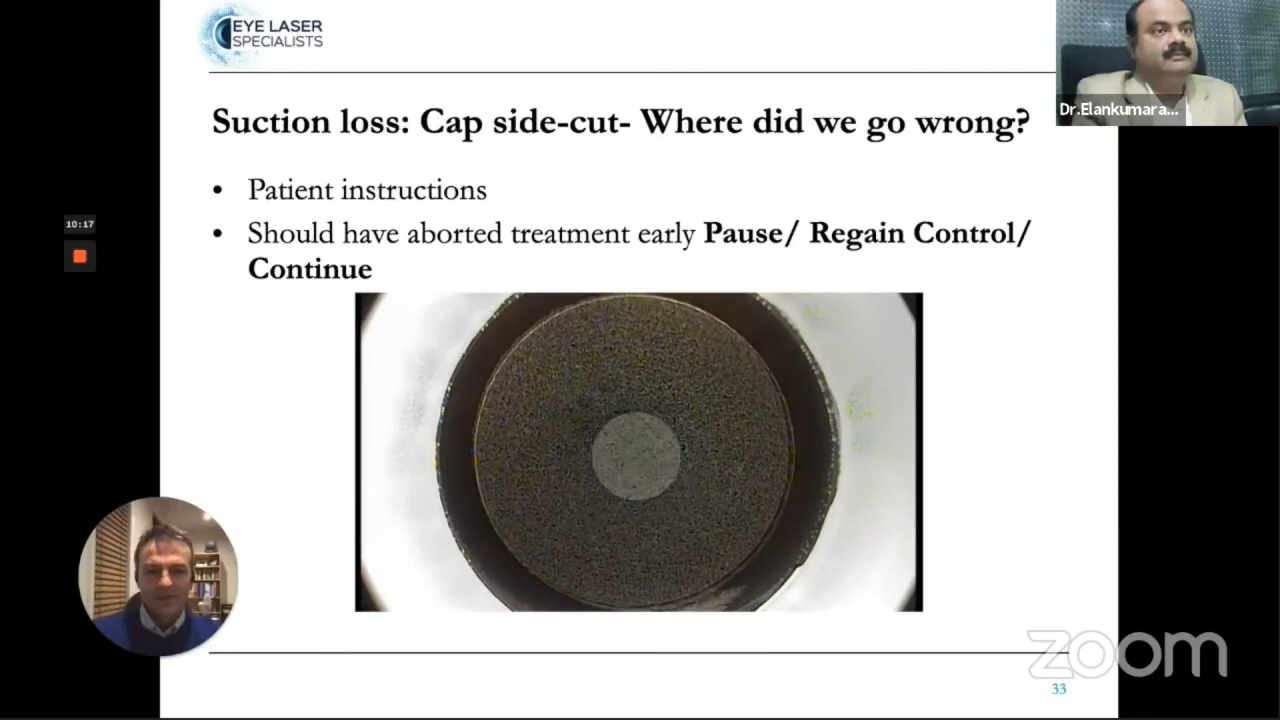 EYE LASER
SPECIALISTS
Dr.Elankumara...
Suction loss: Cap side-cut- Where did we go wrong?
• Patient instructions
• Should have aborted treatment early Pause/ Regain Control/
Continue
10:17
zoom
33